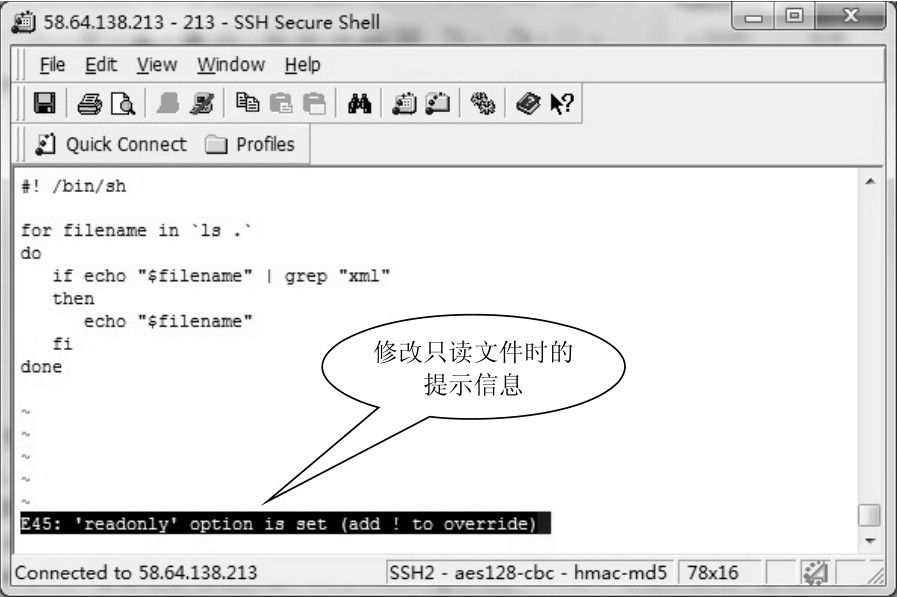 58.64.138.213 - 213 - SSH Secure Shell
File Edit View Window Help
Quick Connect Profiles
#! /bin/sh
for filename in `ls .`
do
   if echo "$filename" | grep "xml"
   then
      echo "$filename"
   fi
done
~
~
~
~
~
修改只读文件时的
提示信息
E45: 'readonly' option is set (add ! to override)
Connected to 58.64.138.213 SSH2 - aes128-cbc - hmac-md5 78x16